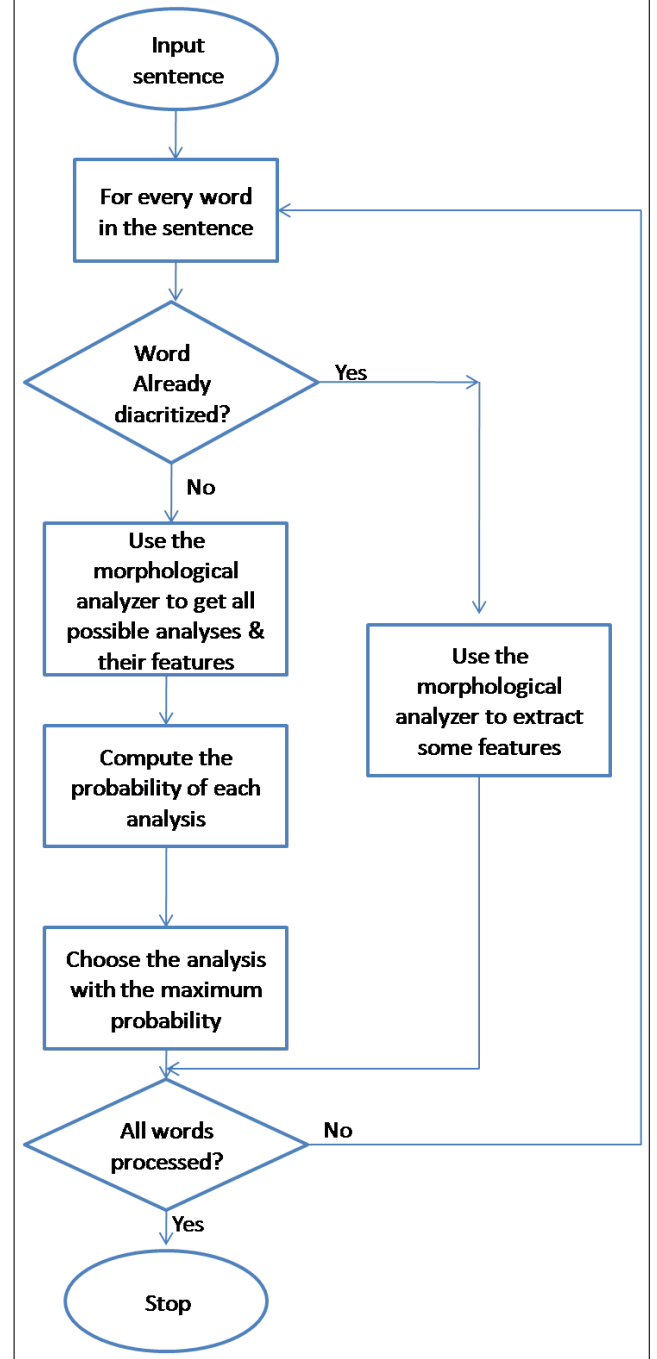 Input
sentence
For every word
in the sentence
Word
Already
diacritized?
Yes
No
Use the
morphological
analyzer to get all
possible analyses &
their features
Use the
morphological
analyzer to extract
some features
Compute the
probability of each
analysis
Choose the analysis
with the maximum
probability
All words
processed?
No
Yes
Stop